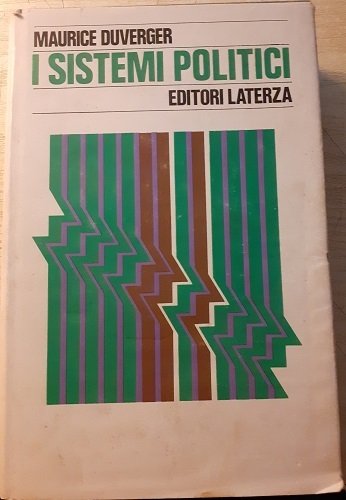 MAURICE DUVERGER
I SISTEMI POLITICI
EDITORI LATERZA